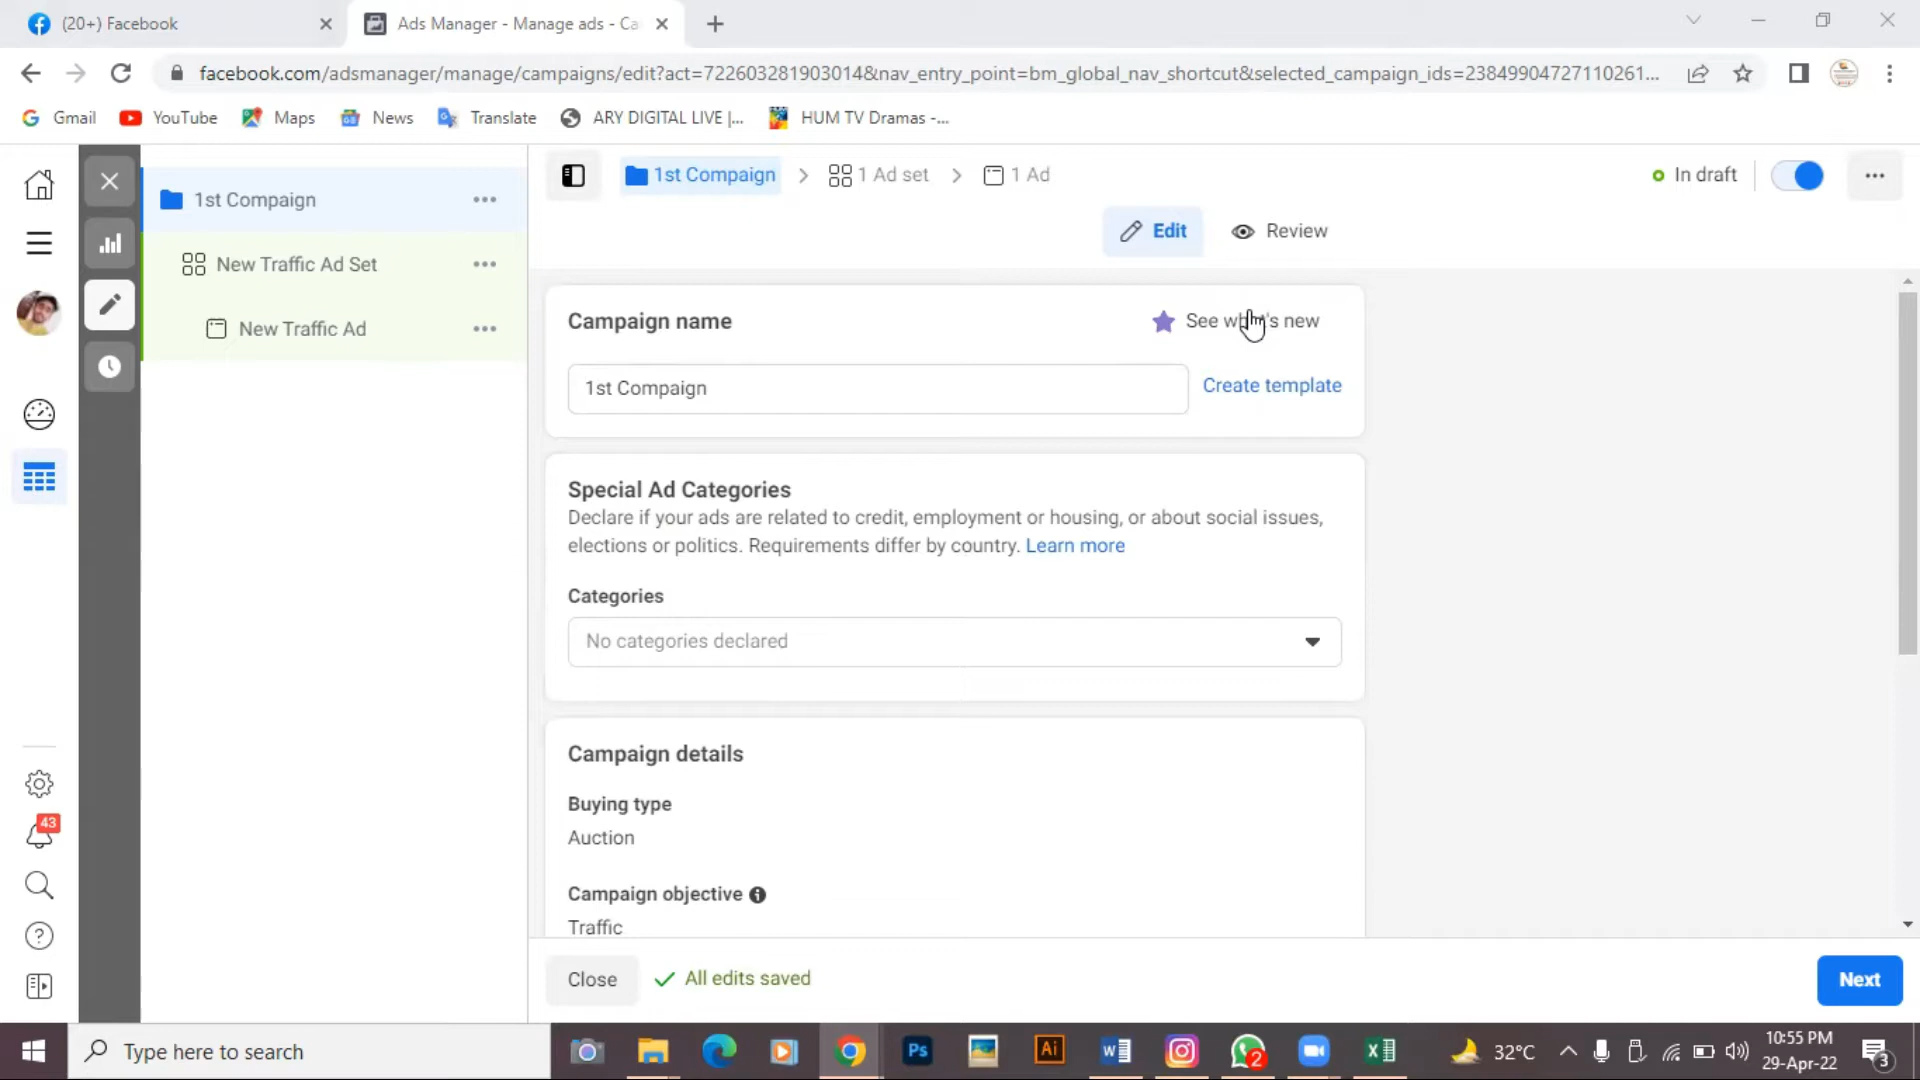 (20+) Facebook
Ads Manager - Manage ads - Ca
facebook.com/adsmanager/manage/campaigns/edit?act=722603281903014&nav_entry_point=bm_global_nav_shortcut&selected_campaign_ids=23849904727110261...
Gmail
YouTube
Maps
News
Translate
ARY DIGITAL LIVE |...
HUM TV Dramas -...
1st Compaign
New Traffic Ad Set
New Traffic Ad
1st Compaign
1 Ad set
1 Ad
In draft
Edit
Review
Campaign name
See what's new
1st Compaign
Create template
Special Ad Categories
Declare if your ads are related to credit, employment or housing, or about social issues,
elections or politics. Requirements differ by country. Learn more
Categories
No categories declared
Campaign details
Buying type
Auction
Campaign objective
Traffic
43
Close
All edits saved
Next
Type here to search
Ps
Ai
2
32°C
10:55 PM
29-Apr-22
3